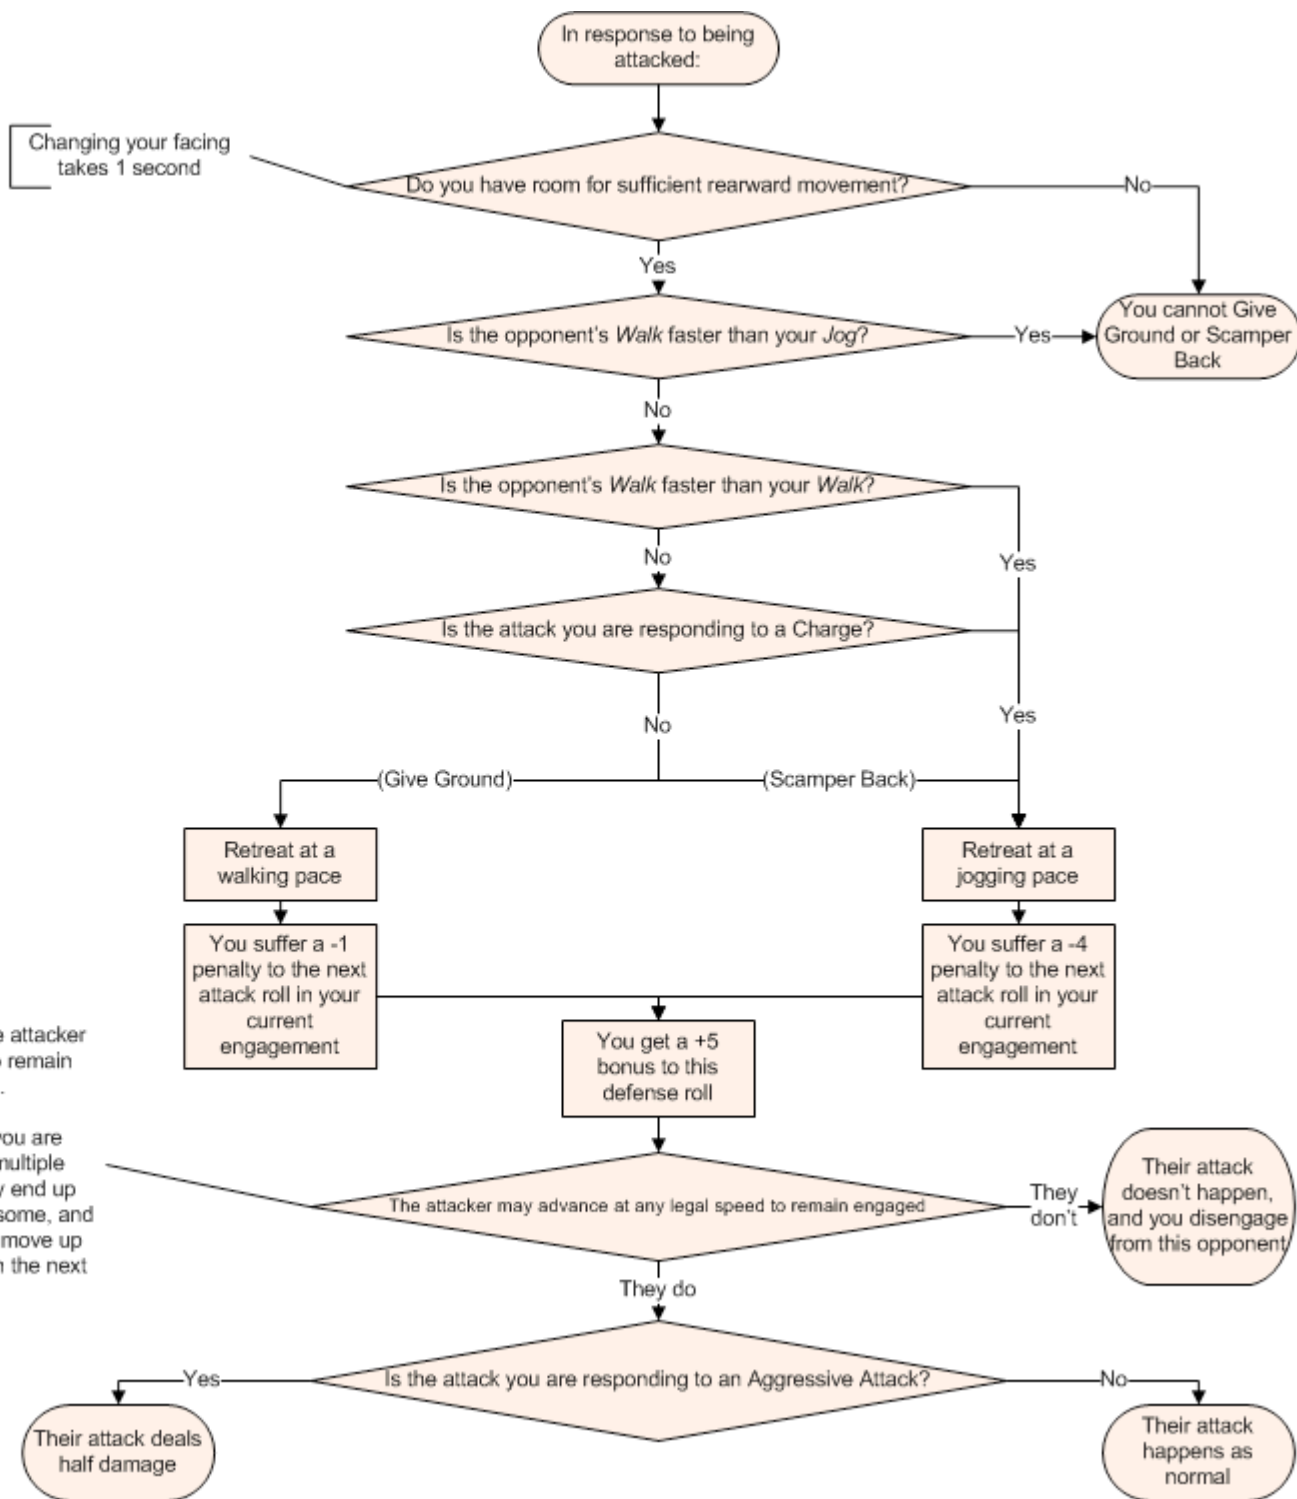 In response to being
attacked:
Changing your facing
takes 1 second
Do you have room for sufficient rearward movement?
No
Yes
You cannot Give
Ground or Scamper
Back
Is the opponent's Walk faster than your Jog?
Yes
No
Is the opponent's Walk faster than your Walk?
No
Yes
Is the attack you are responding to a Charge?
No
Yes
(Give Ground)
(Scamper Back)
Retreat at a
walking pace
Retreat at a
jogging pace
You suffer a -1
penalty to the next
attack roll in your
current
engagement
You suffer a -4
penalty to the next
attack roll in your
current
engagement
You get a +5
bonus to this
defense roll
attacker
remain
you are
multiple
end up
some, and
move up
the next
The attacker may advance at any legal speed to remain engaged
They
don't
Their attack
doesn't happen,
and you disengage
from this opponent
They do
Is the attack you are responding to an Aggressive Attack?
Yes
No
Their attack deals
half damage
Their attack
happens as
normal